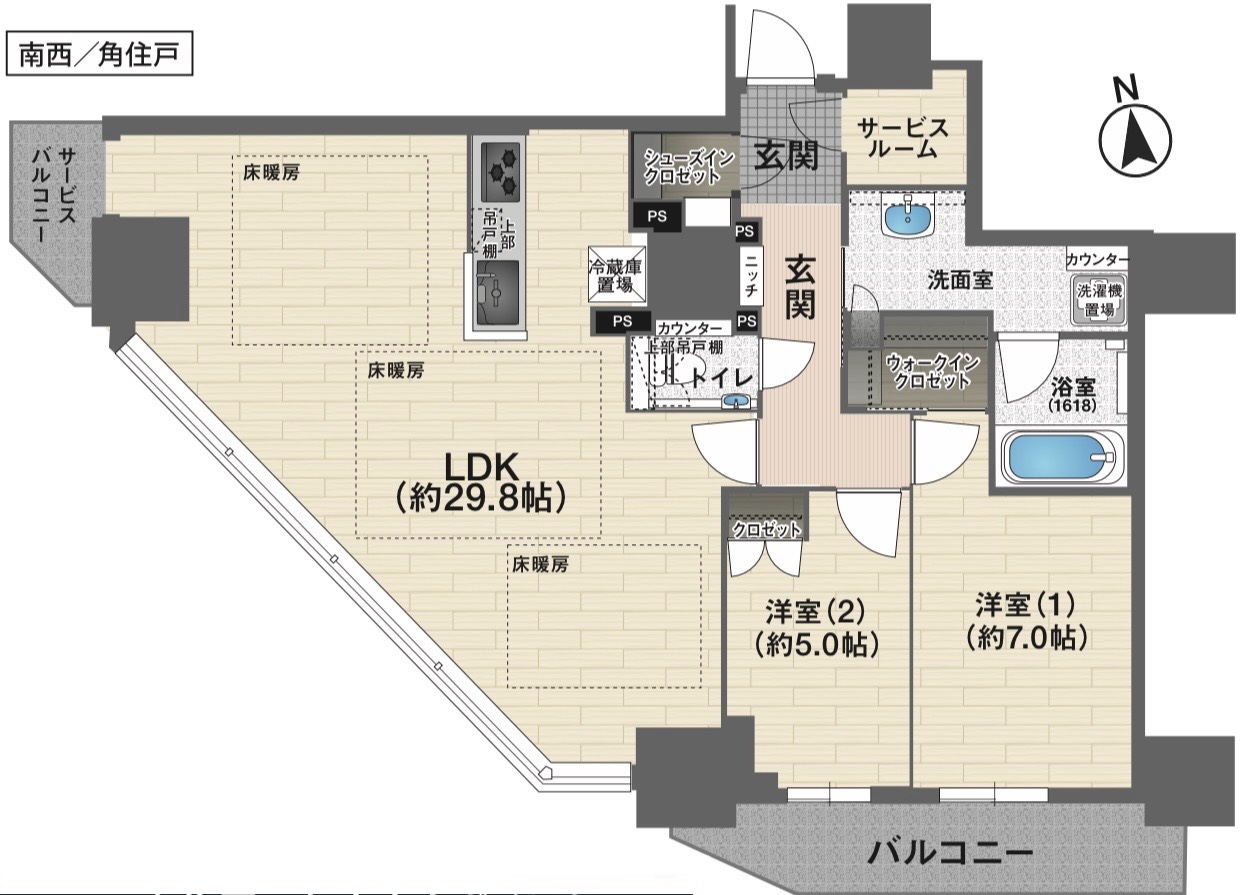 南西／角住戸
N
サービス
バルコニー
床暖房
上部
吊戸棚
シューズイン
クロゼット
玄関
サービス
ルーム
PS
PS
冷蔵庫
置場
ニッチ
玄関
洗面室
カウンター
洗濯機
置場
PS
カウンター
PS
上部吊戸棚
トイレ
ウォークイン
クロゼット
浴室
(1618)
床暖房
LDK
（約29.8帖）
クロゼット
床暖房
洋室（2）
（約5.0帖）
洋室（1）
（約7.0帖）
バルコニー